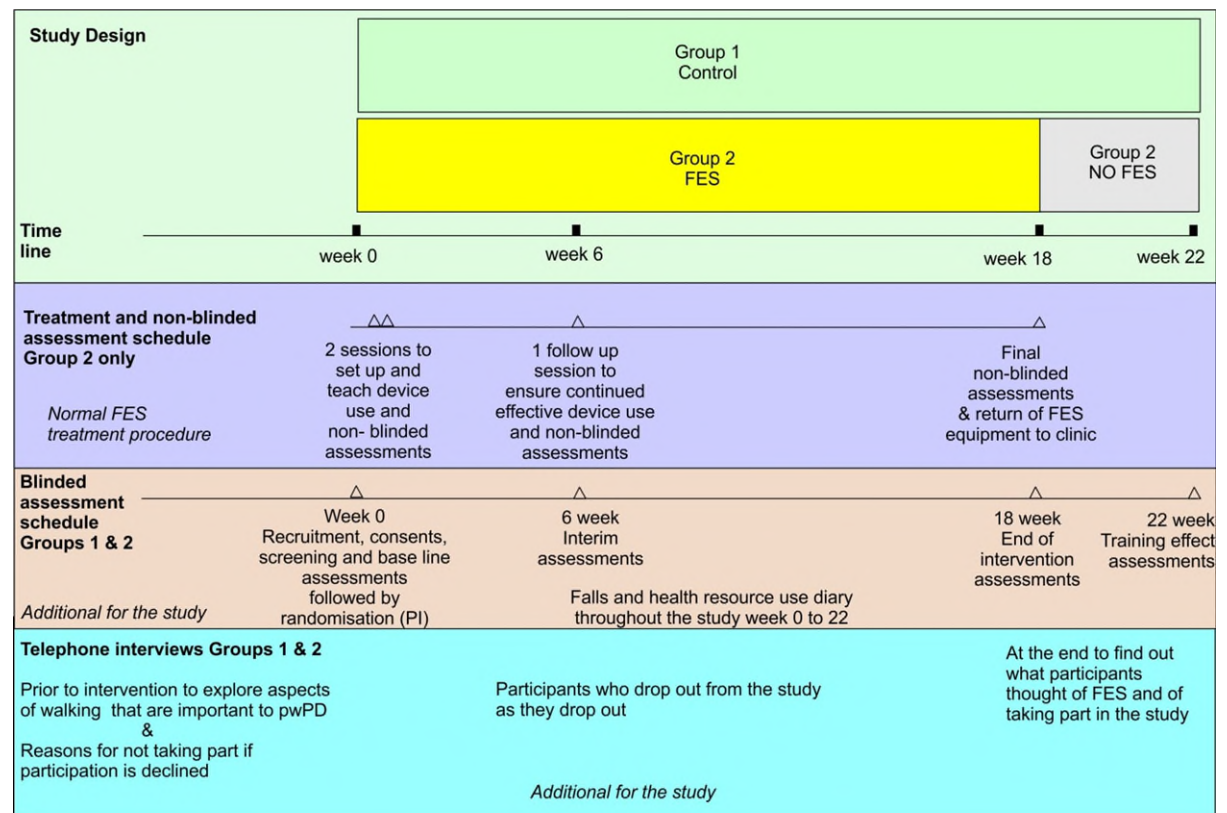 Study Design
Group 1
Control
Group 2
FES
Group 2
NO FES
Time
line
week 0
week 6
week 18
week 22
Treatment and non-blinded
assessment schedule
Group 2 only
Normal FES
treatment procedure
2 sessions to
set up and
teach device
use and
non- blinded
assessments
1 follow up
session to
ensure continued
effective device use
and non-blinded
assessments
Final
non-blinded
assessments
& return of FES
equipment to clinic
Blinded
assessment
schedule
Groups 1 & 2
Additional for the study
Week 0
Recruitment, consents,
screening and base line
assessments
followed by
randomisation (PI)
6 week
Interim
assessments
Falls and health resource use diary
throughout the study week 0 to 22
18 week
End of
intervention
assessments
22 week
Training effect
assessments
Telephone interviews Groups 1 & 2
Prior to intervention to explore aspects
of walking that are important to pwPD
&
Reasons for not taking part if
participation is declined
Participants who drop out from the study
as they drop out
At the end to find out
what participants
thought of FES and of
taking part in the study
Additional for the study